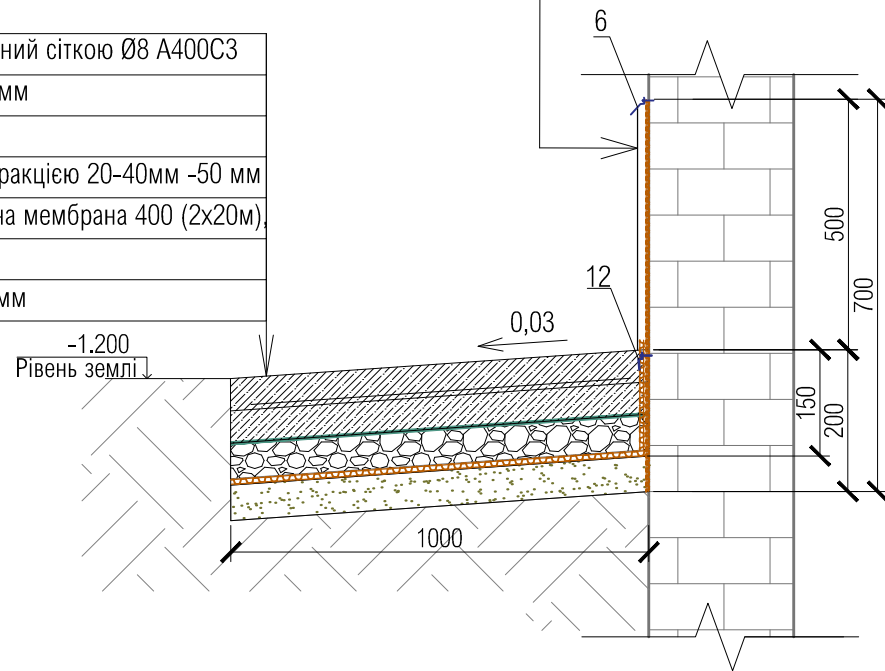 ний сіткою Ø8 А400С3
мм
ракцією 20-40мм -50 мм
на мембрана 400 (2х20м),
мм
6
12
0,03
-1.200
Рівень землі
500
700
150
200
1000